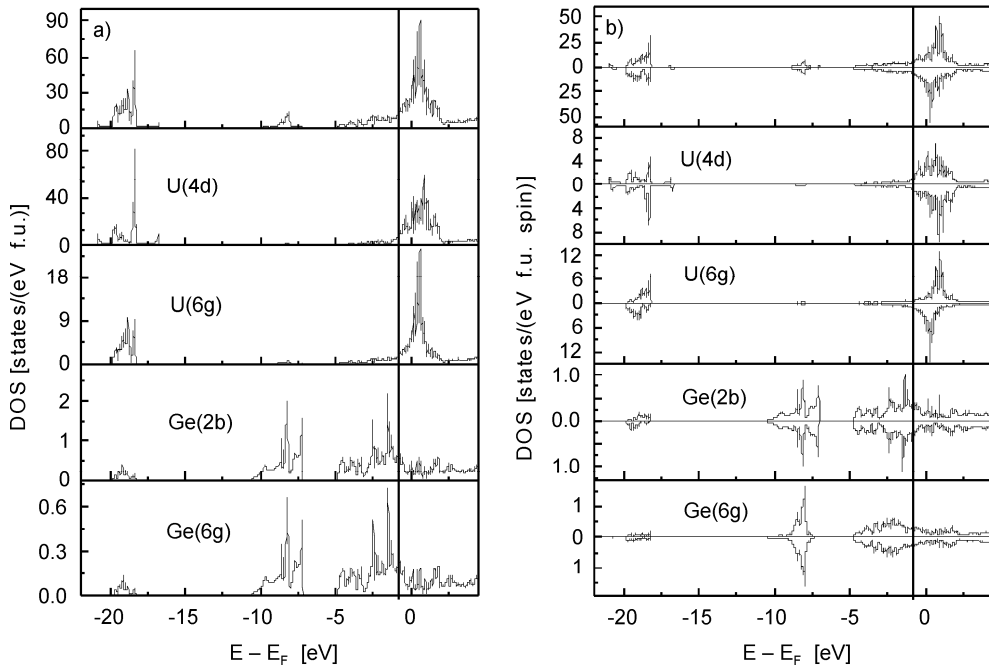 a)
90
60
30
0
U(4d)
80
40
0
U(6g)
18
9
0
Ge(2b)
2
1
0
Ge(6g)
0.6
0.3
0.0
DOS [states/(eV f.u.)]
-20 -15 -10 -5 0
E – E_F [eV]
b)
50
25
0
25
50
U(4d)
8
4
0
4
8
U(6g)
12
6
0
6
12
Ge(2b)
1.0
0.0
1.0
Ge(6g)
1
0
1
DOS [states/(eV f.u. spin)]
-20 -15 -10 -5 0
E – E_F [eV]